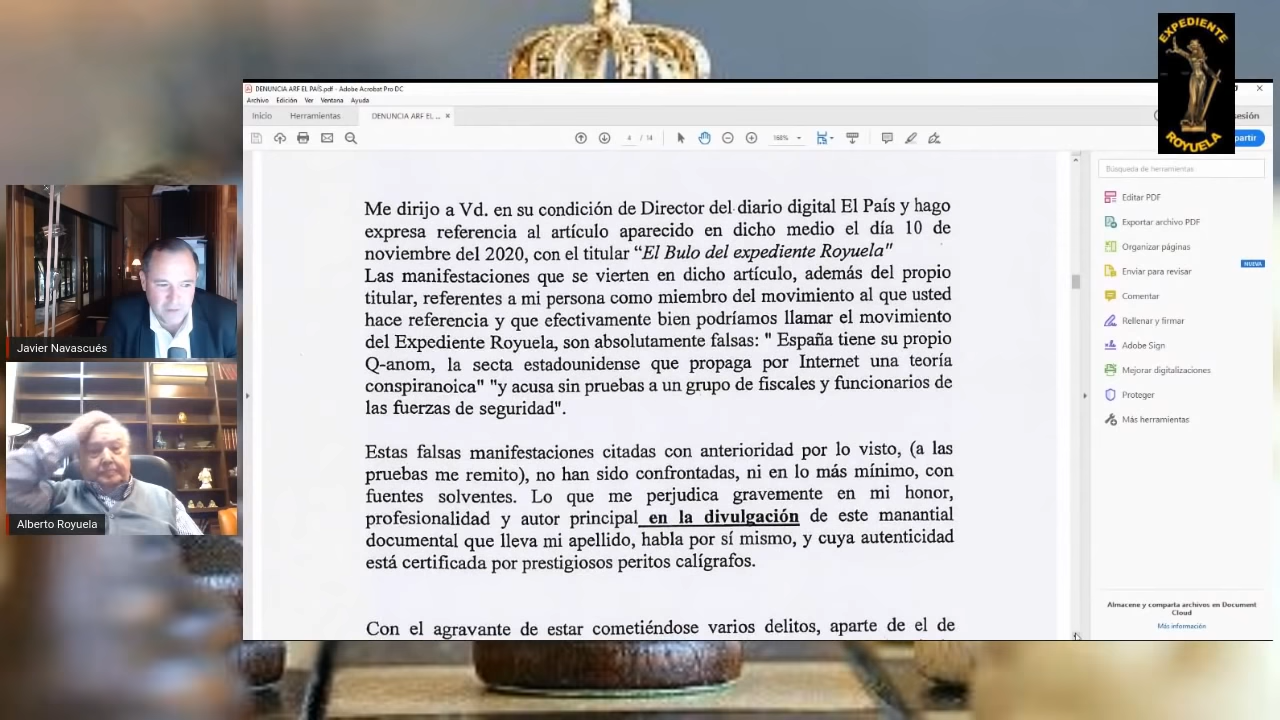 EXPEDIENTE
ROYUELA
DENUNCIA ARF EL PAÍS.pdf - Adobe Acrobat Pro DC
Archivo Edición Ver Ventana Ayuda
Inicio Herramientas DENUNCIA ARF EL ... ×
esión
4 / 14 168%
partir
Búsqueda de herramientas
Editar PDF
Exportar archivo PDF
Organizar páginas
Enviar para revisar
NUEVA
Comentar
Rellenar y firmar
Adobe Sign
Mejorar digitalizaciones
Proteger
Más herramientas
Almacene y comparta archivos en Document
Cloud
Más información
Me dirijo a Vd. en su condición de Director del diario digital El País y hago
expresa referencia al artículo aparecido en dicho medio el día 10 de
noviembre del 2020, con el titular “El Bulo del expediente Royuela"
Las manifestaciones que se vierten en dicho artículo, además del propio
titular, referentes a mi persona como miembro del movimiento al que usted
hace referencia y que efectivamente bien podríamos llamar el movimiento
del Expediente Royuela, son absolutamente falsas: " España tiene su propio
Q-anom, la secta estadounidense que propaga por Internet una teoría
conspiranoica" "y acusa sin pruebas a un grupo de fiscales y funcionarios de
las fuerzas de seguridad".
Estas falsas manifestaciones citadas con anterioridad por lo visto, (a las
pruebas me remito), no han sido confrontadas, ni en lo más mínimo, con
fuentes solventes. Lo que me perjudica gravemente en mi honor,
profesionalidad y autor principal en la divulgación de este manantial
documental que lleva mi apellido, habla por sí mismo, y cuya autenticidad
está certificada por prestigiosos peritos calígrafos.
Con el agravante de estar cometiéndose varios delitos, aparte de el de
Javier Navascués
Alberto Royuela